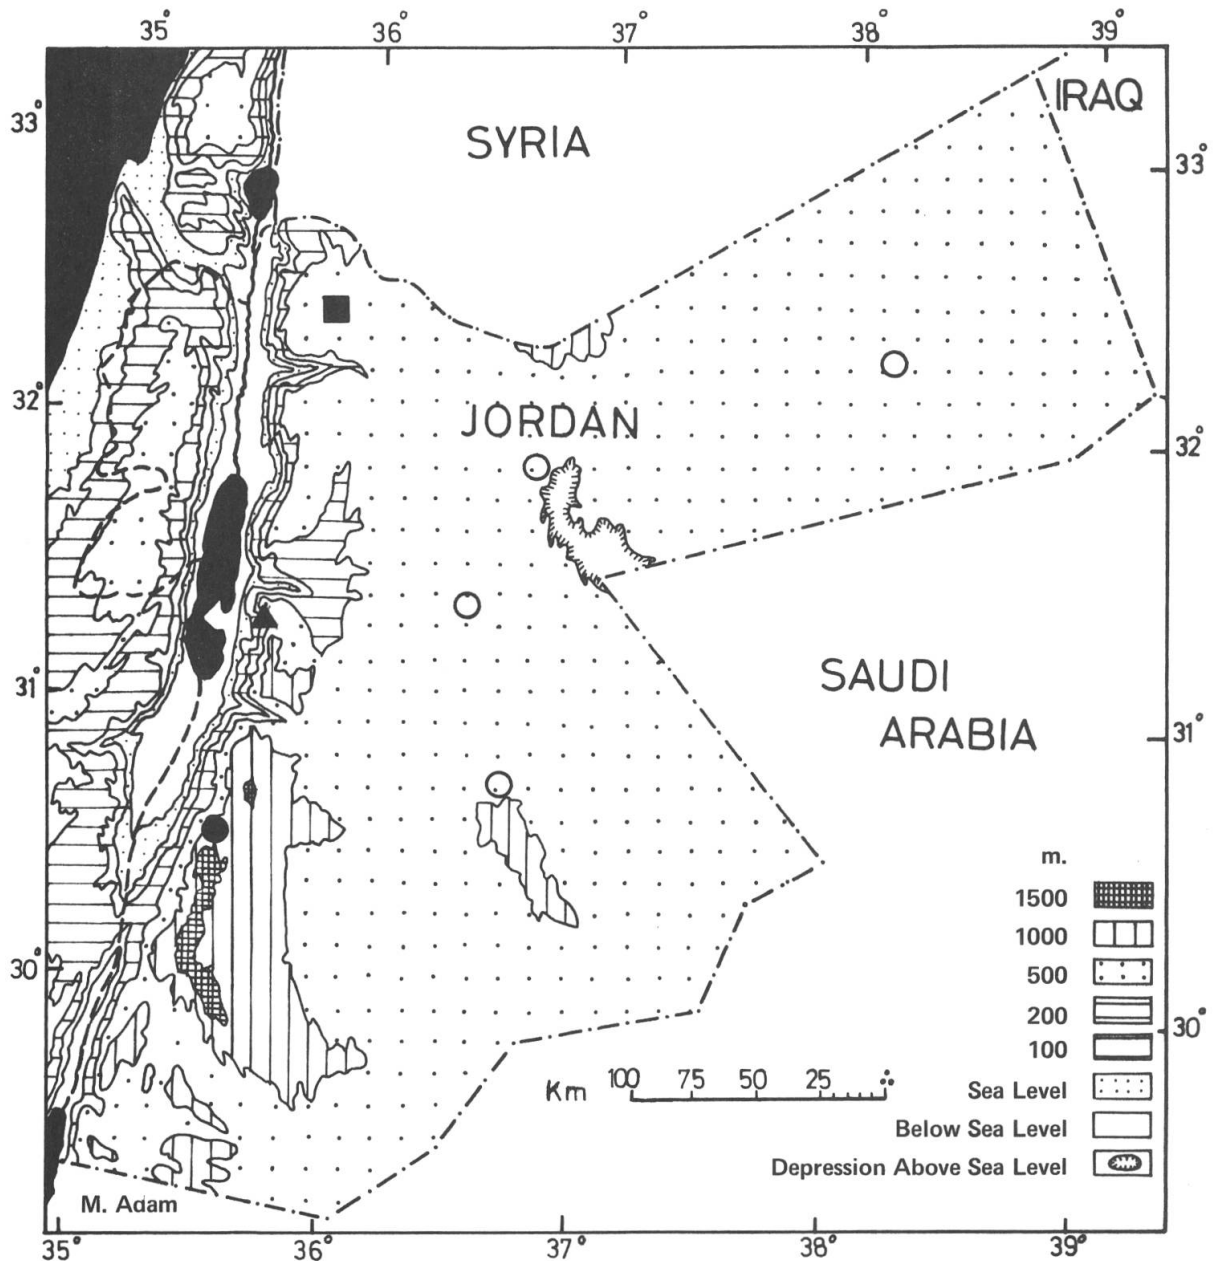 35° 36° 37° 38° 39°
IRAQ
33°
SYRIA
33°
32°
JORDAN
32°
31°
SAUDI
ARABIA
31°
m.
1500
1000
30°
500
200
30°
100
Km 100 75 50 25
Sea Level
Below Sea Level
Depression Above Sea Level
M. Adam
35° 36° 37° 38° 39°